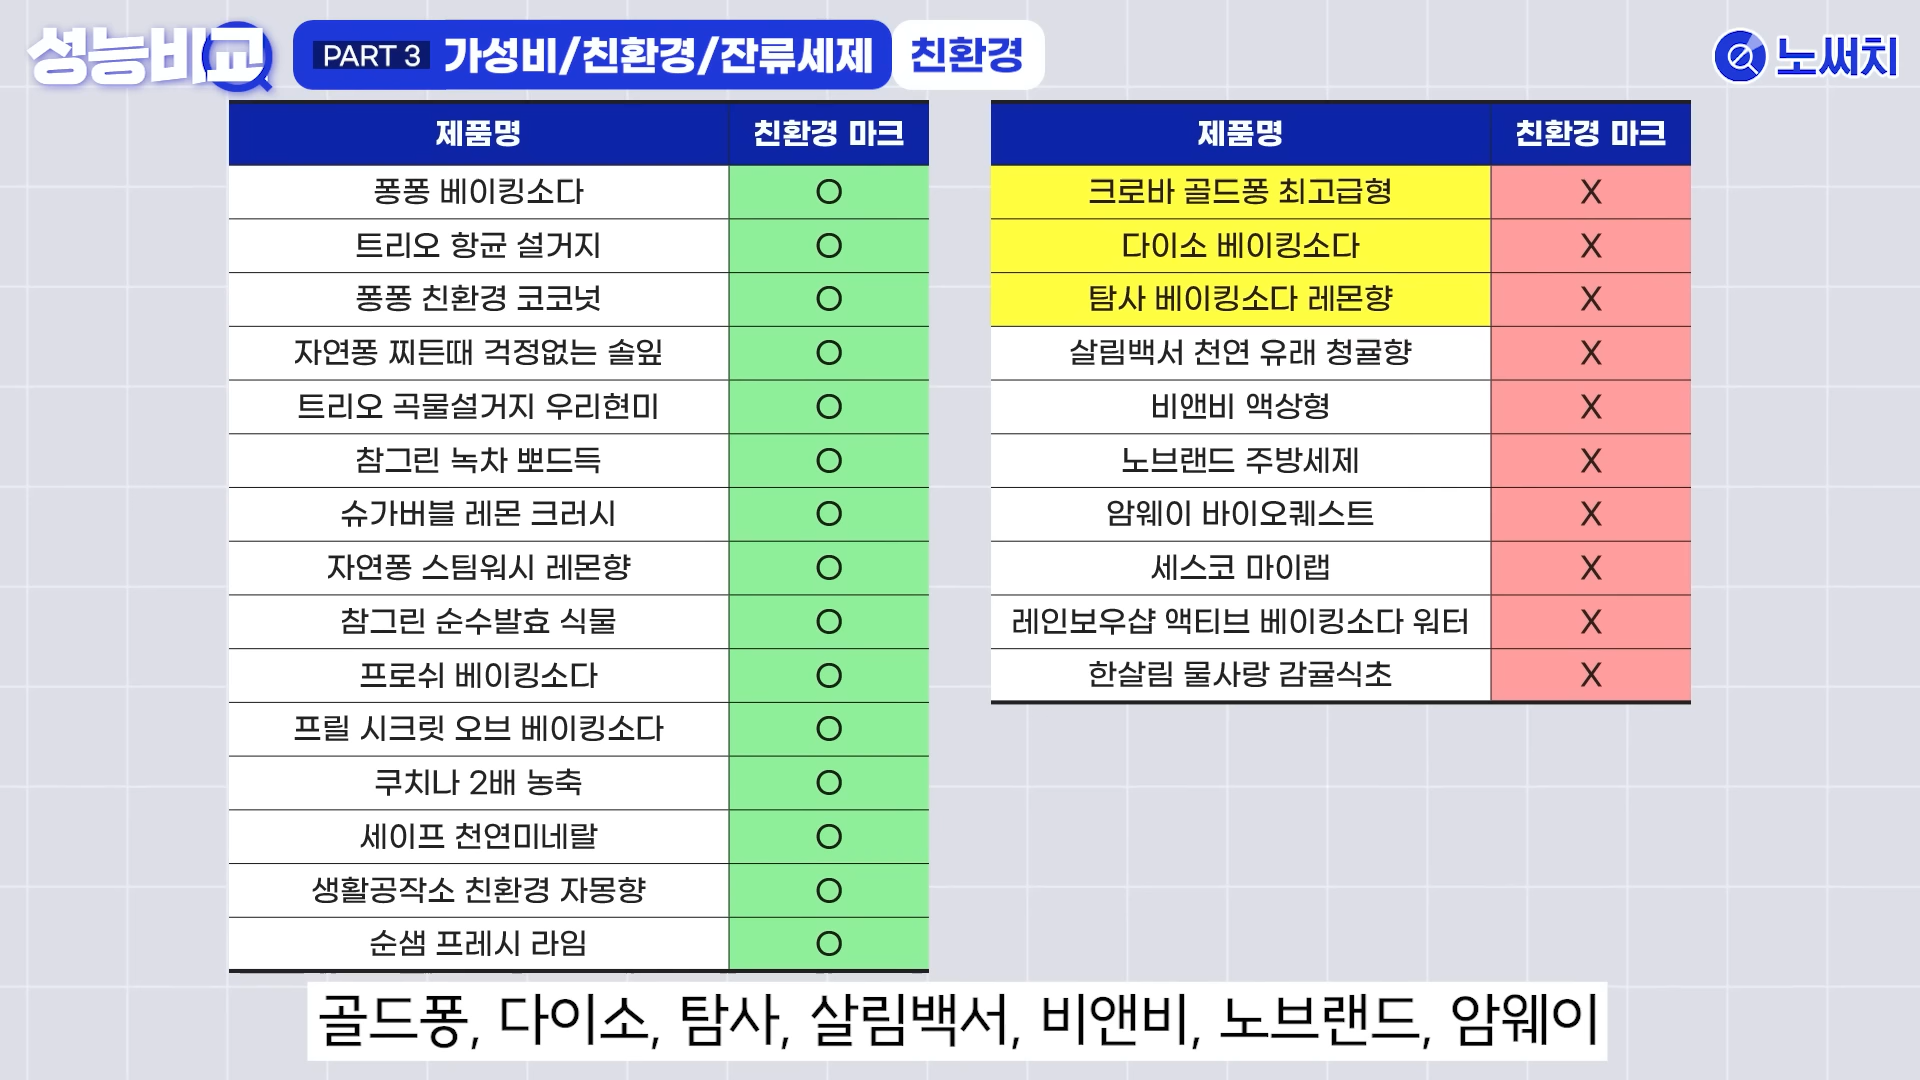 성능비교
PART 3 가성비/친환경/잔류세제 친환경
노써치
제품명 친환경 마크
퐁퐁 베이킹소다 O
트리오 항균 설거지 O
퐁퐁 친환경 코코넛 O
자연퐁 찌든때 걱정없는 솔잎 O
트리오 곡물설거지 우리현미 O
참그린 녹차 뽀드득 O
슈가버블 레몬 크러시 O
자연퐁 스팀워시 레몬향 O
참그린 순수발효 식물 O
프로쉬 베이킹소다 O
프릴 시크릿 오브 베이킹소다 O
쿠치나 2배 농축 O
세이프 천연미네랄 O
생활공작소 친환경 자몽향 O
순샘 프레시 라임 O
제품명 친환경 마크
크로바 골드퐁 최고급형 X
다이소 베이킹소다 X
탐사 베이킹소다 레몬향 X
살림백서 천연 유래 청귤향 X
비앤비 액상형 X
노브랜드 주방세제 X
암웨이 바이오퀘스트 X
세스코 마이랩 X
레인보우샵 액티브 베이킹소다 워터 X
한살림 물사랑 감귤식초 X
골드퐁, 다이소, 탐사, 살림백서, 비앤비, 노브랜드, 암웨이